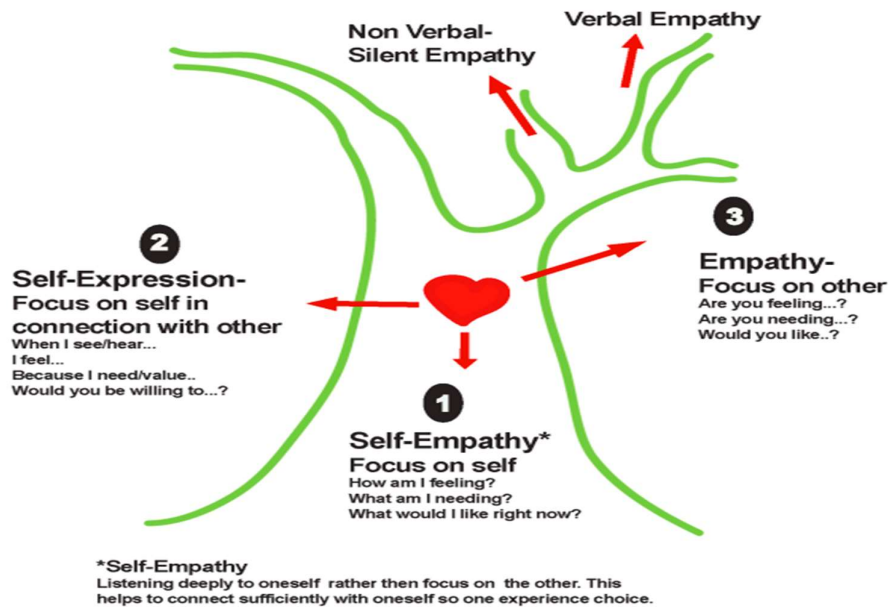 Non Verbal-
Silent Empathy
Verbal Empathy
2
Self-Expression-
Focus on self in
connection with other
When I see/hear...
I feel...
Because I need/value..
Would you be willing to...?
3
Empathy-
Focus on other
Are you feeling...?
Are you needing...?
Would you like..?
1
Self-Empathy*
Focus on self
How am I feeling?
What am I needing?
What would I like right now?
*Self-Empathy
Listening deeply to oneself rather then focus on the other. This
helps to connect sufficiently with oneself so one experience choice.